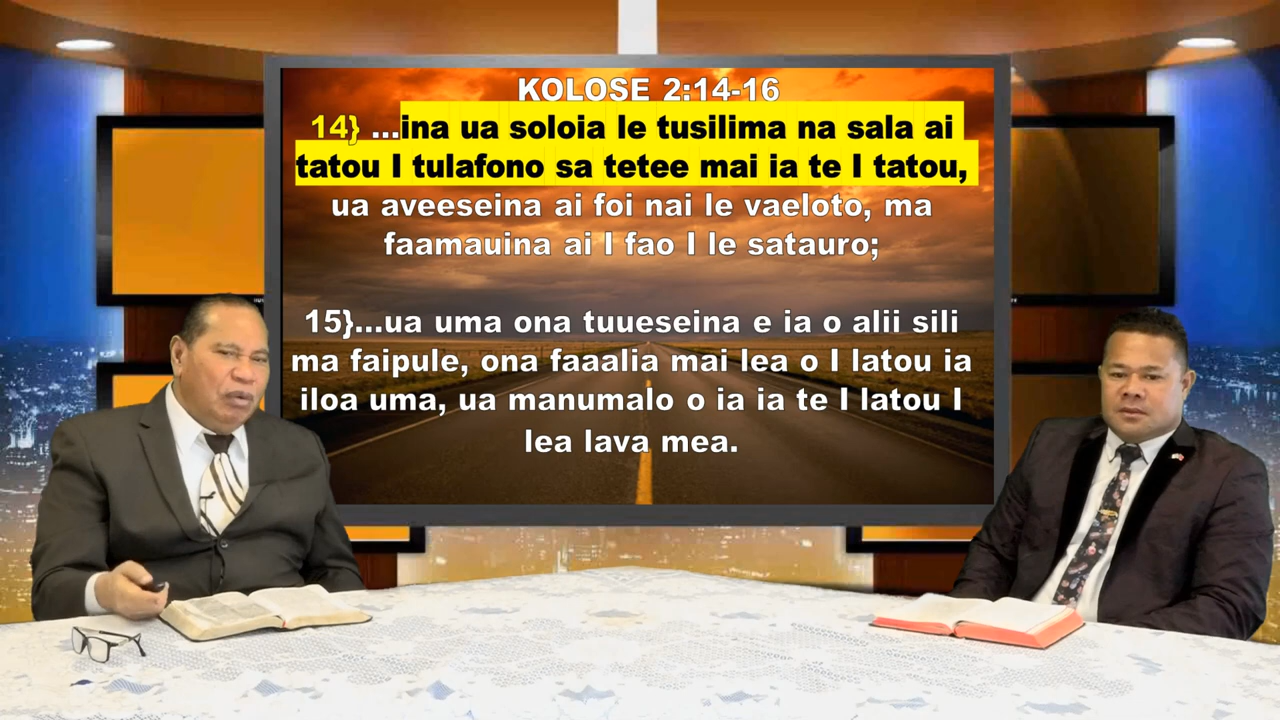 KOLOSE 2:14-16
14} ...ina ua soloia le tusilima na sala ai
tatou I tulafono sa tetee mai ia te I tatou,
ua aveeseina ai foi nai le vaeloto, ma
faamauina ai I fao I le satauro;
15}...ua uma ona tuueseina e ia o alii sili
ma faipule, ona faaalia mai lea o I latou ia
iloa uma, ua manumalo o ia ia te I latou I
lea lava mea.